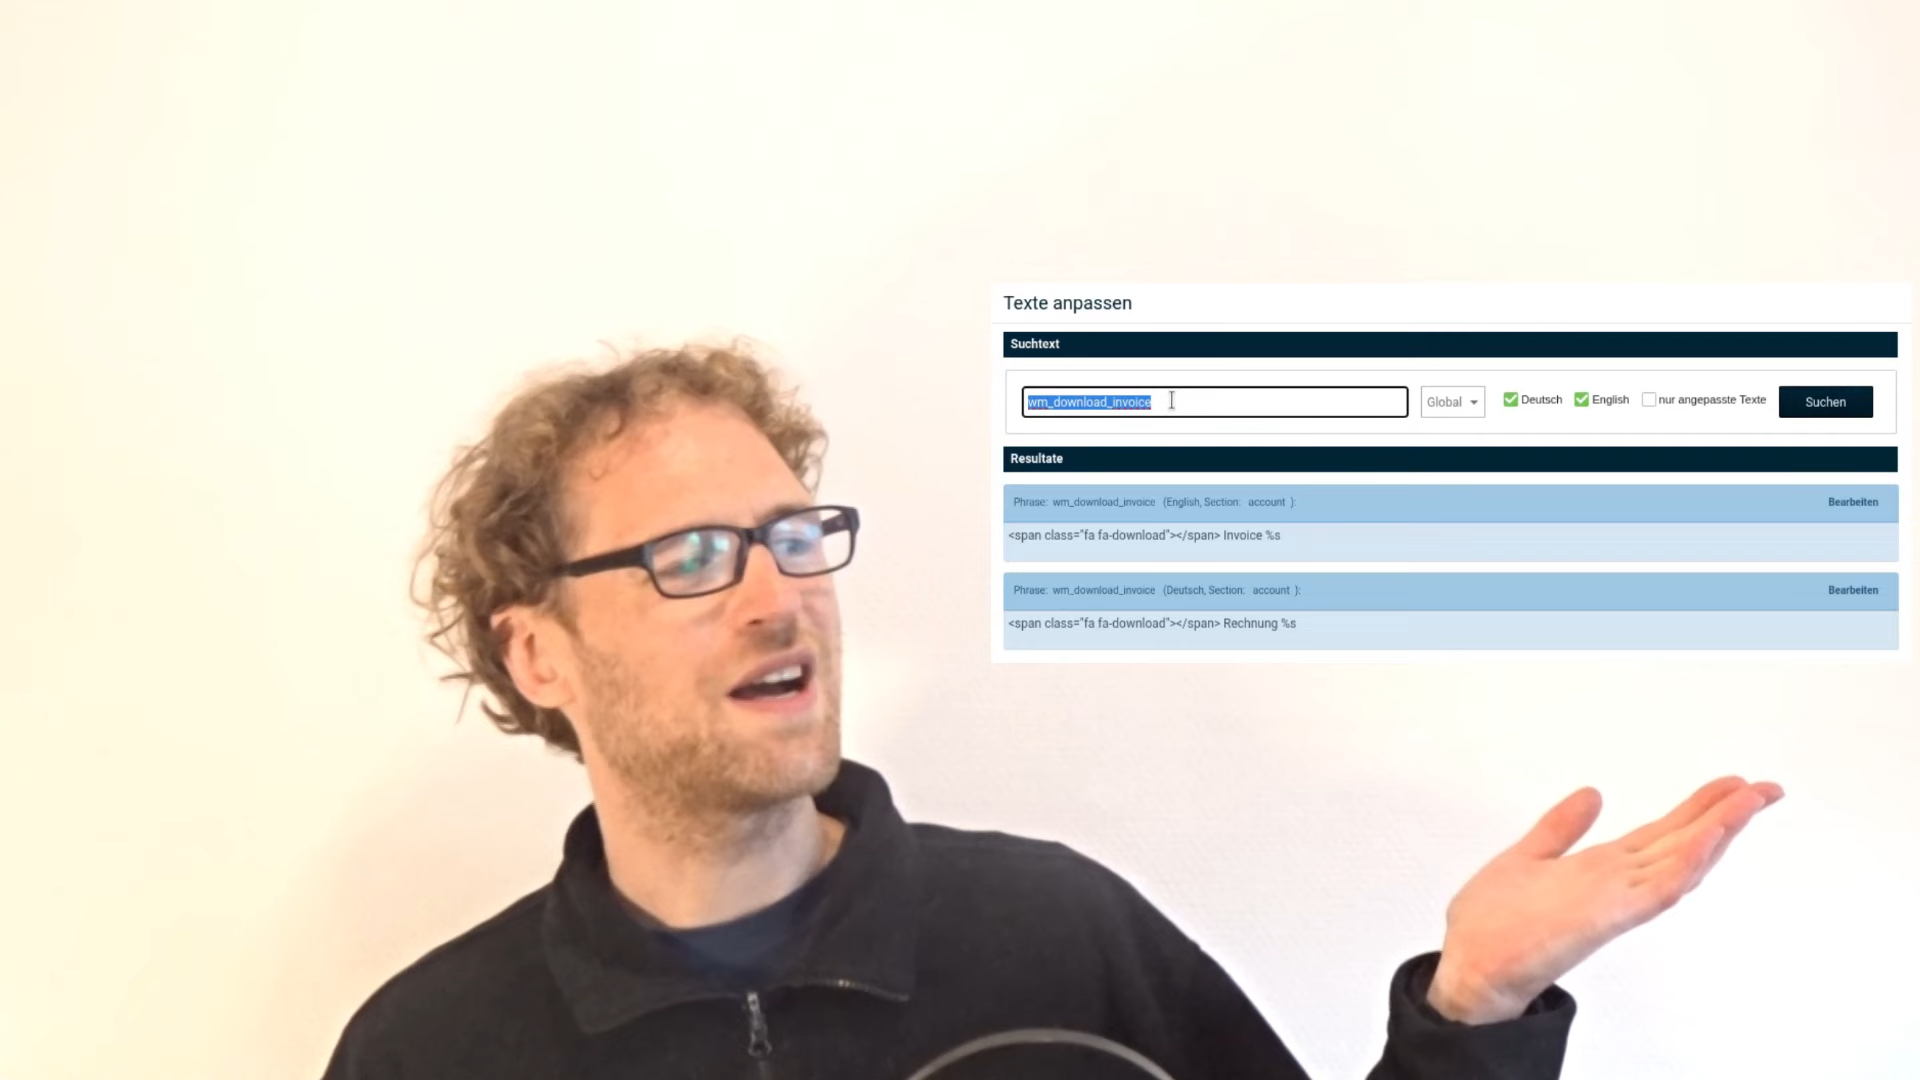 Texte anpassen
Suchtext
wm_download_invoice Global Deutsch English nur angepasste Texte Suchen
Resultate
Phrase: wm_download_invoice (English, Section: account ): Bearbeiten
<span class="fa fa-download"></span> Invoice %s
Phrase: wm_download_invoice (Deutsch, Section: account ): Bearbeiten
<span class="fa fa-download"></span> Rechnung %s